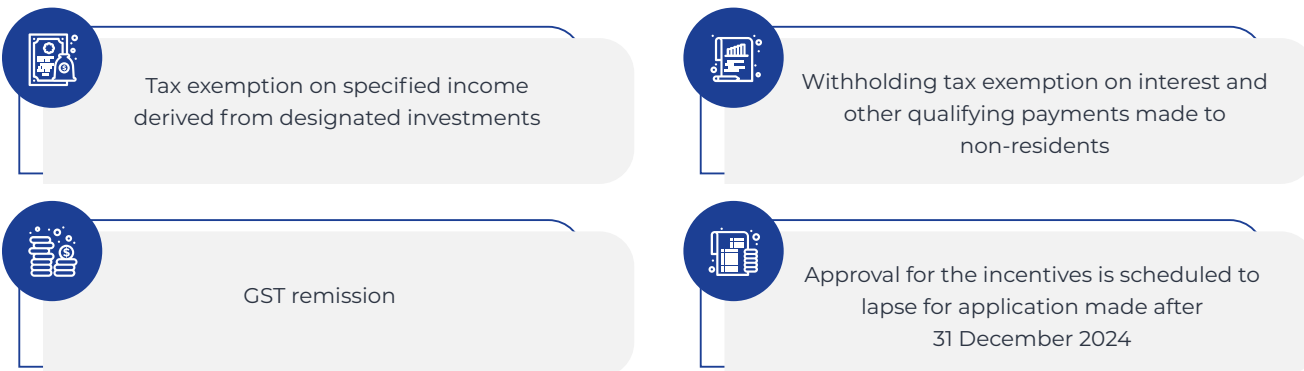 Tax exemption on specified income
derived from designated investments
Withholding tax exemption on interest and
other qualifying payments made to
non-residents
GST remission
Approval for the incentives is scheduled to
lapse for application made after
31 December 2024